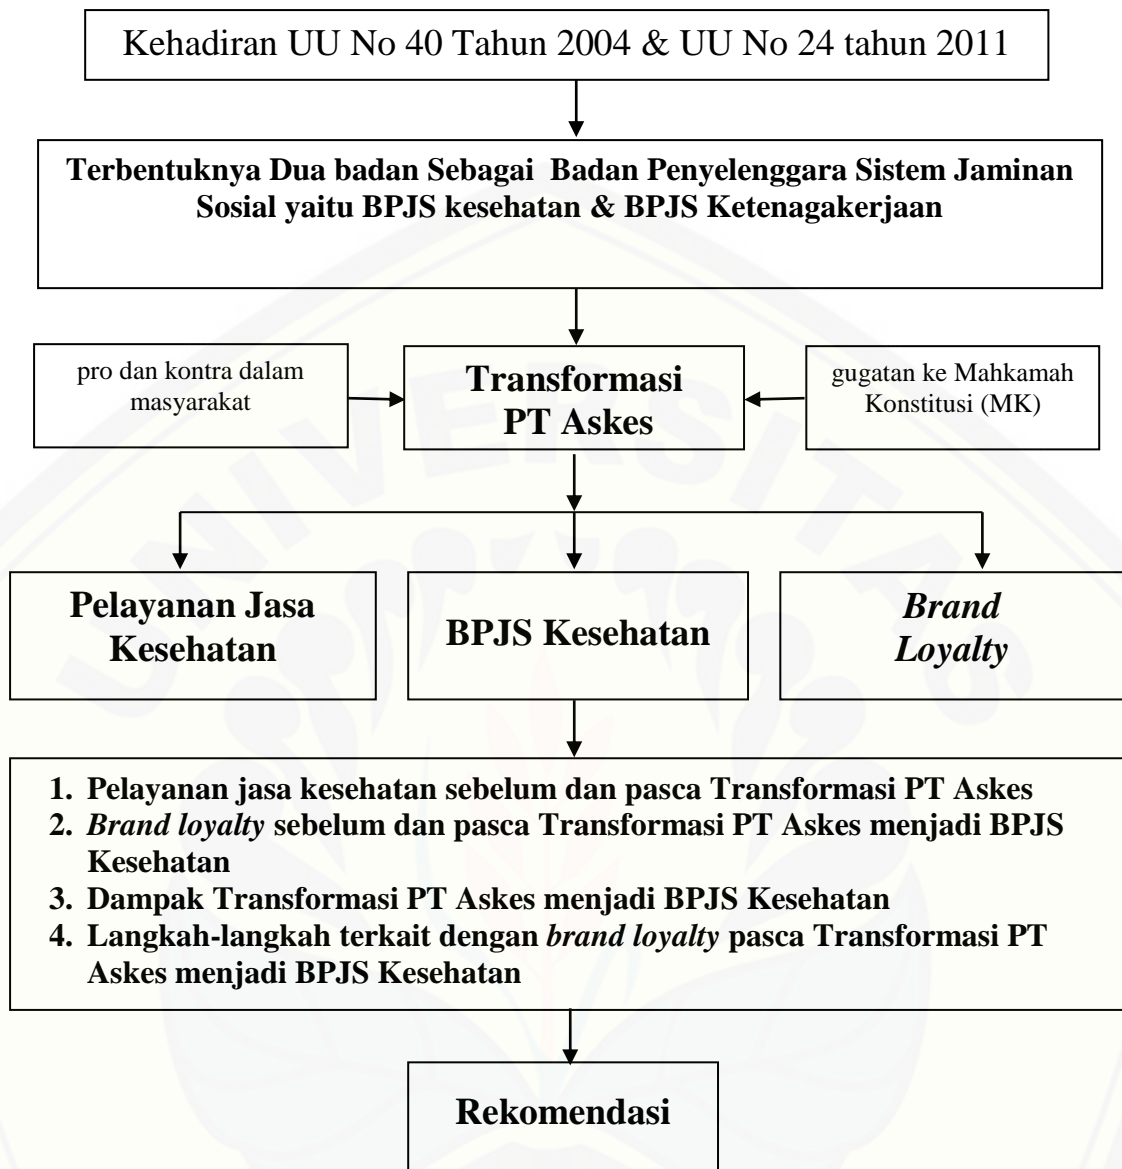 Kehadiran UU No 40 Tahun 2004 & UU No 24 tahun 2011
Terbentuknya Dua badan Sebagai Badan Penyelenggara Sistem Jaminan
Sosial yaitu BPJS kesehatan & BPJS Ketenagakerjaan
pro dan kontra dalam
masyarakat
Transformasi
PT Askes
gugatan ke Mahkamah
Konstitusi (MK)
Pelayanan Jasa
Kesehatan
BPJS Kesehatan
Brand
Loyalty
1. Pelayanan jasa kesehatan sebelum dan pasca Transformasi PT Askes
2. Brand loyalty sebelum dan pasca Transformasi PT Askes menjadi BPJS
Kesehatan
3. Dampak Transformasi PT Askes menjadi BPJS Kesehatan
4. Langkah-langkah terkait dengan brand loyalty pasca Transformasi PT
Askes menjadi BPJS Kesehatan
Rekomendasi
UNIVERSITAS